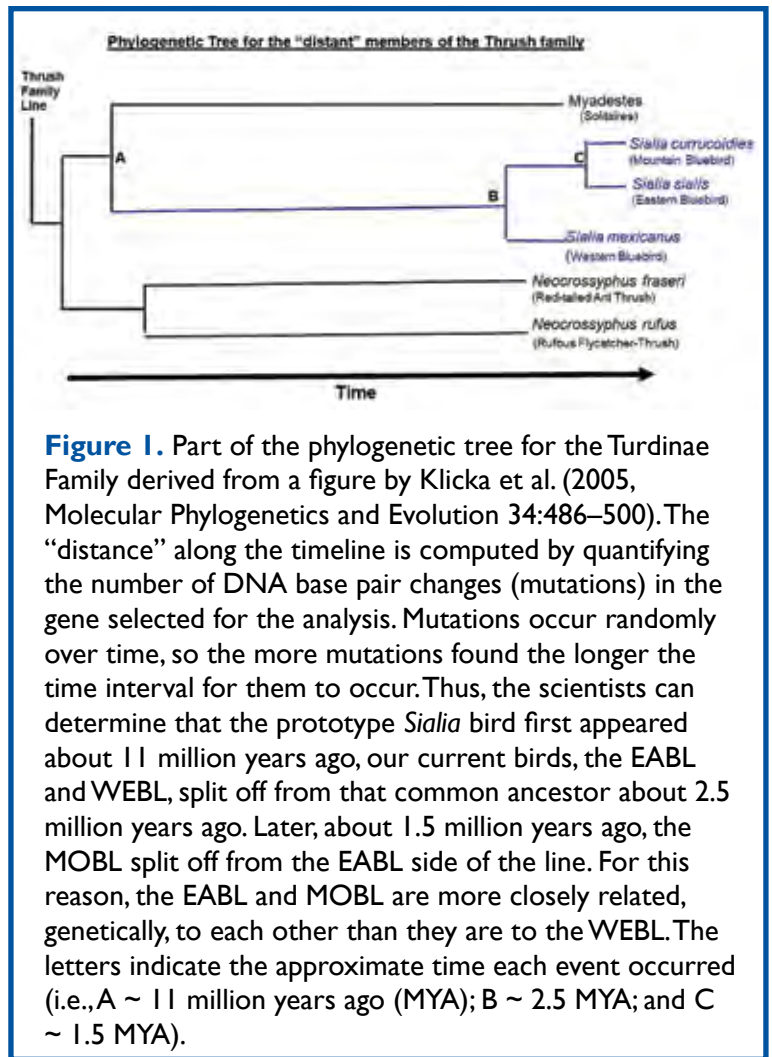 Phylogenetic Tree for the "distant" members of the Thrush family
Thrush
Family
Line
Myadestes
(Solitaires)
A
C
Sialia currucoidies
(Mountain Bluebird)
Sialia sialis
(Eastern Bluebird)
B
Sialia mexicanus
(Western Bluebird)
Neocrossyphus fraseri
(Red-tailed Ant Thrush)
Neocrossyphus rufus
(Rufous Flycatcher-Thrush)
Time
Figure 1. Part of the phylogenetic tree for the Turdinae
Family derived from a figure by Klicka et al. (2005,
Molecular Phylogenetics and Evolution 34:486–500). The
“distance” along the timeline is computed by quantifying
the number of DNA base pair changes (mutations) in the
gene selected for the analysis. Mutations occur randomly
over time, so the more mutations found the longer the
time interval for them to occur. Thus, the scientists can
determine that the prototype Sialia bird first appeared
about 11 million years ago, our current birds, the EABL
and WEBL, split off from that common ancestor about 2.5
million years ago. Later, about 1.5 million years ago, the
MOBL split off from the EABL side of the line. For this
reason, the EABL and MOBL are more closely related,
genetically, to each other than they are to the WEBL. The
letters indicate the approximate time each event occurred
(i.e., A ~ 11 million years ago (MYA); B ~ 2.5 MYA; and C
~ 1.5 MYA).